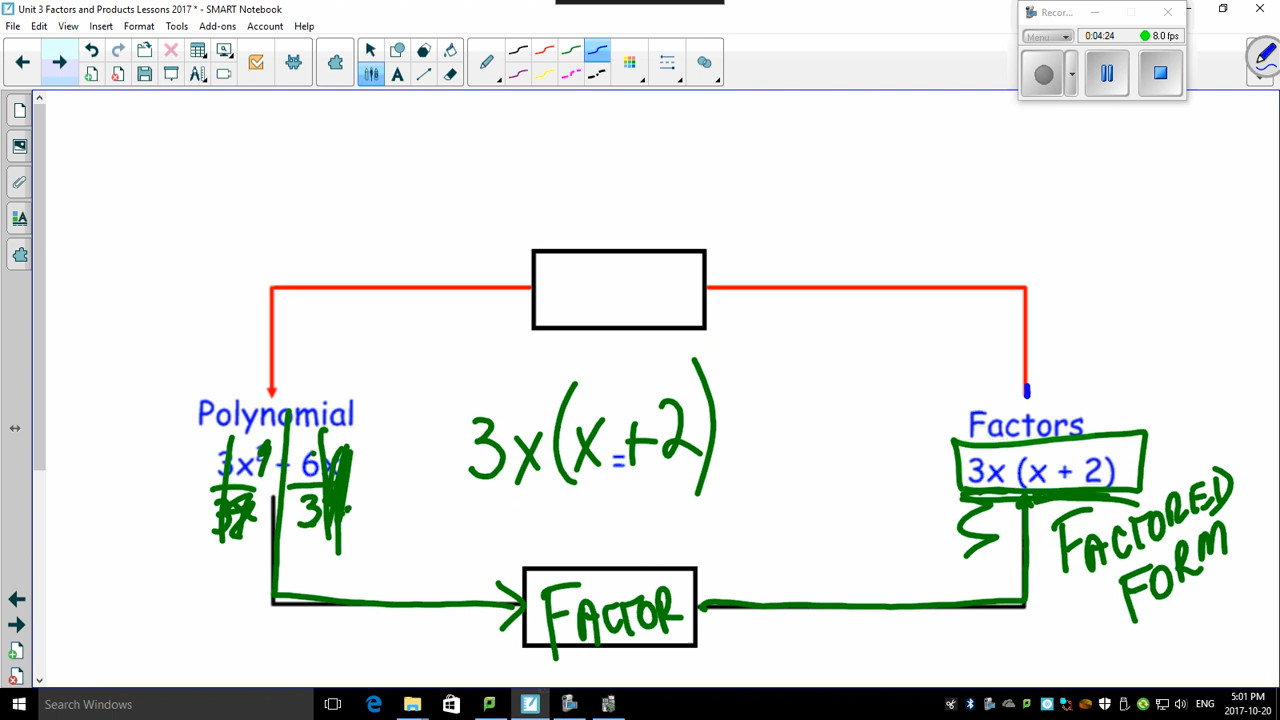 Unit 3 Factors and Products Lessons 2017 * - SMART Notebook
File Edit View Insert Format Tools Add-ons Account Help
Recor...
Menu 0:04:24 8.0 fps
Polynomial
Factors
3x(x+2)
=
3x (x + 2)
FACTORED
FORM
FACTOR
Search Windows
ENG
5:01 PM
2017-10-20